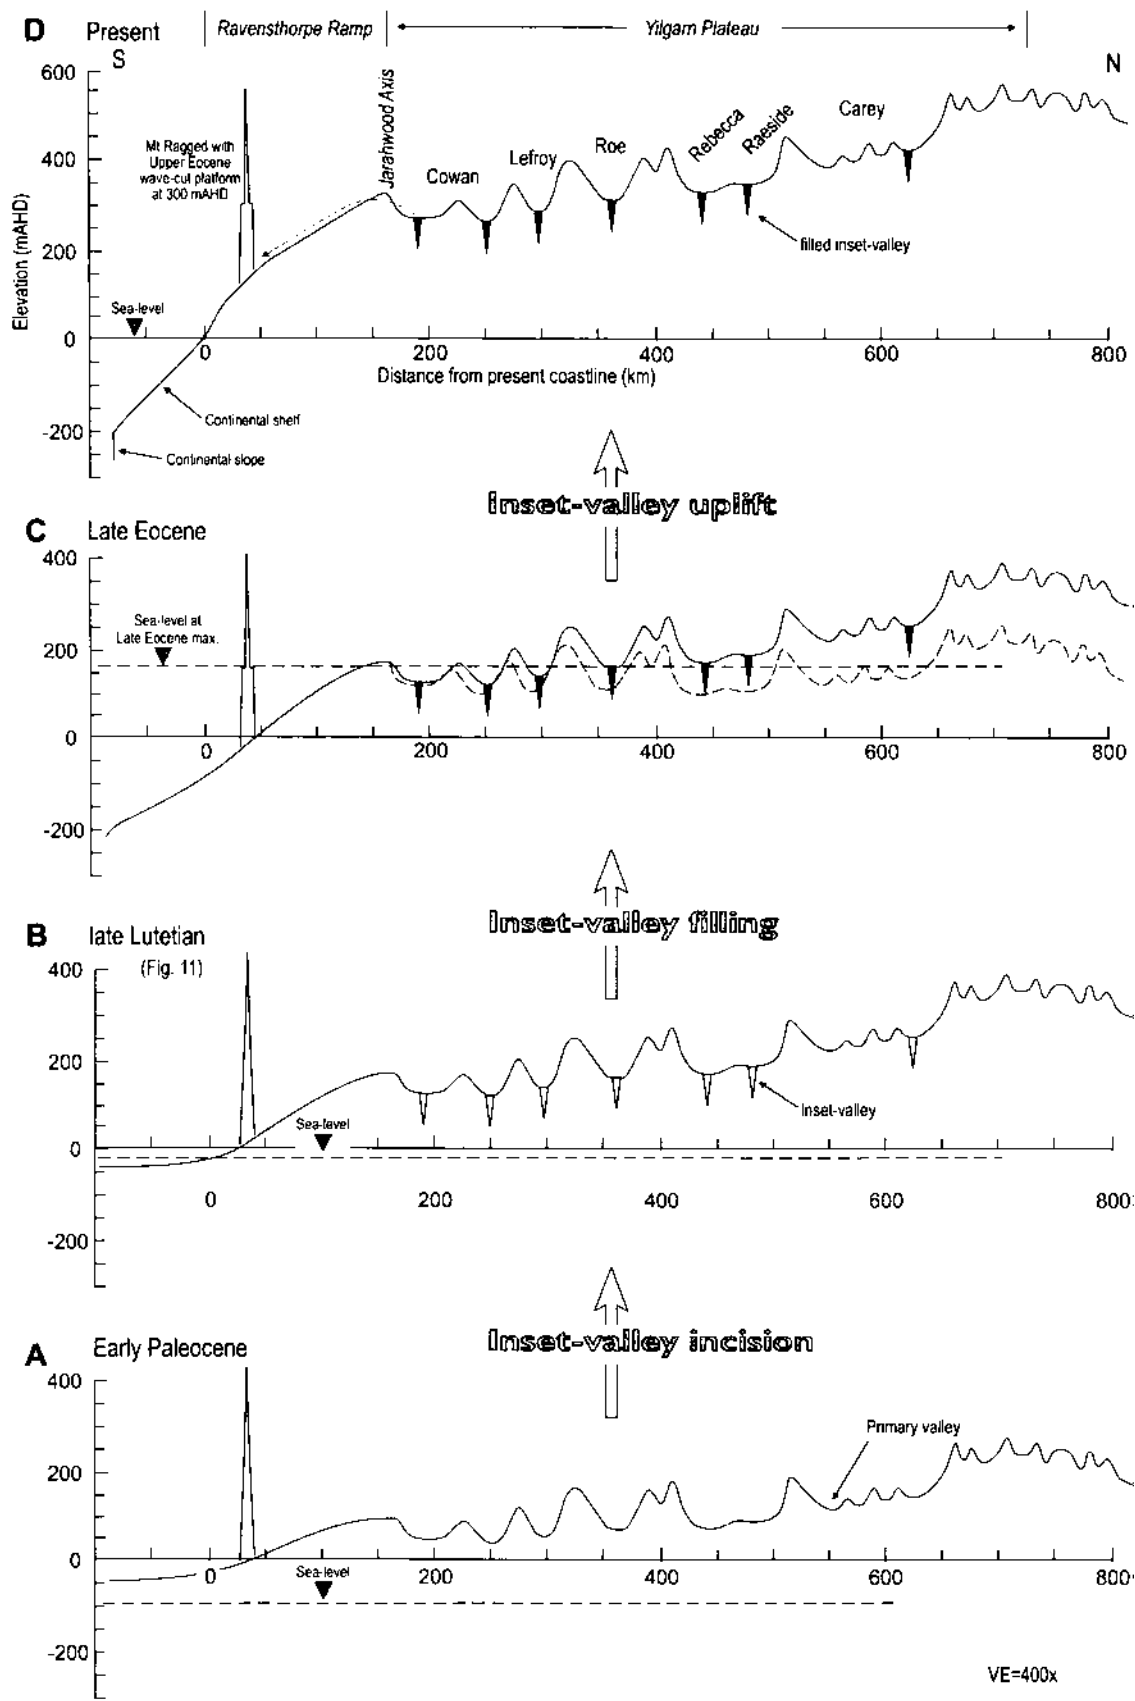 D Present
Ravensthorpe Ramp
Yilgarn Plateau
S
N
600
400
200
0
-200
Elevation (mAHD)
Mt Ragged with
Upper Eocene
wave-cut platform
at 300 mAHD
Jarahwood Axis
Cowan
Lefroy
Roe
Rebecca
Raeside
Carey
filled inset-valley
Sea-level
0
200
400
600
800
Distance from present coastline (km)
Continental shelf
Continental slope
Inset-valley uplift
C Late Eocene
400
200
0
-200
Sea-level at
Late Eocene max.
0
200
400
600
800
Inset-valley filling
B late Lutetian
(Fig. 11)
400
200
0
-200
Sea-level
Inset-valley
0
200
400
600
800
Inset-valley incision
A Early Paleocene
400
200
0
-200
Primary valley
0
Sea-level
200
400
600
800
VE=400x